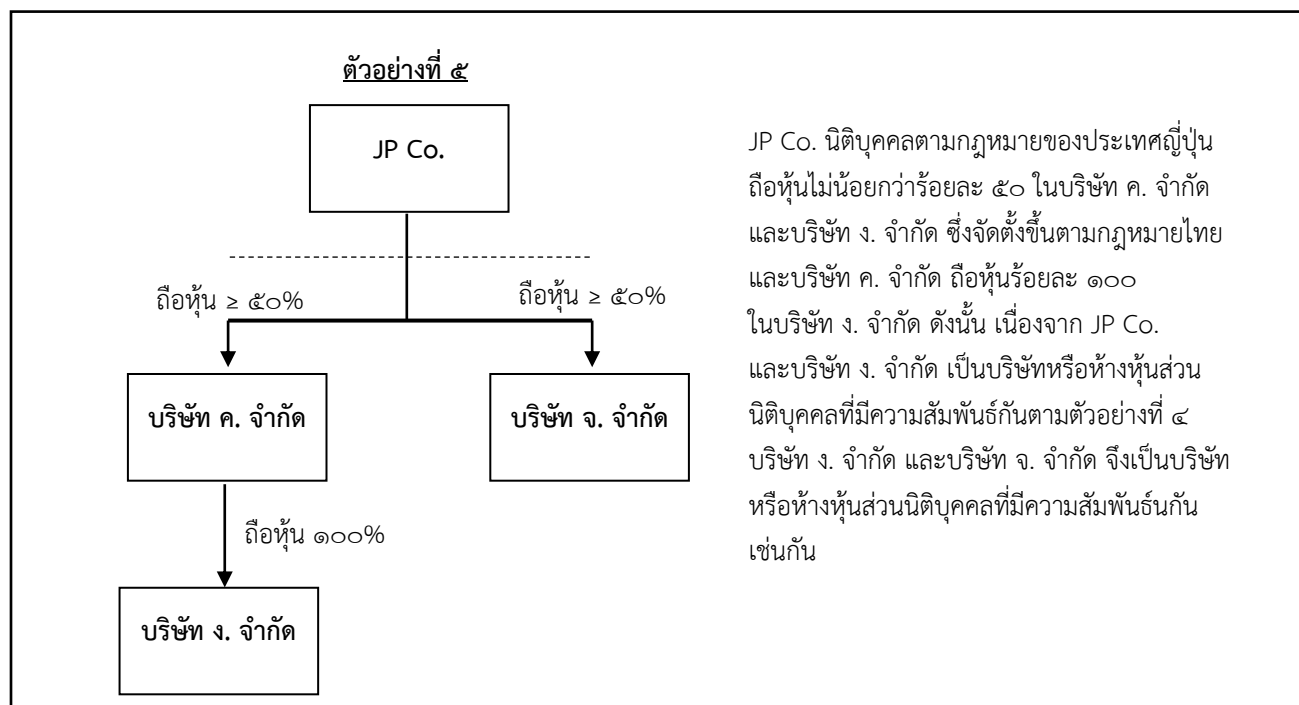 ตัวอย่างที่ ๕
JP Co.
ถือหุ้น ≥ ๕๐%
ถือหุ้น ≥ ๕๐%
บริษัท ค. จำกัด
บริษัท จ. จำกัด
ถือหุ้น ๑๐๐%
บริษัท ง. จำกัด
JP Co. นิติบุคคลตามกฎหมายของประเทศญี่ปุ่น
ถือหุ้นไม่น้อยกว่าร้อยละ ๕๐ ในบริษัท ค. จำกัด
และบริษัท ง. จำกัด ซึ่งจัดตั้งขึ้นตามกฎหมายไทย
และบริษัท ค. จำกัด ถือหุ้นร้อยละ ๑๐๐
ในบริษัท ง. จำกัด ดังนั้น เนื่องจาก JP Co.
และบริษัท ง. จำกัด เป็นบริษัทหรือห้างหุ้นส่วน
นิติบุคคลที่มีความสัมพันธ์กันตามตัวอย่างที่ ๔
บริษัท ง. จำกัด และบริษัท จ. จำกัด จึงเป็นบริษัท
หรือห้างหุ้นส่วนนิติบุคคลที่มีความสัมพันธ์นกัน
เช่นกัน